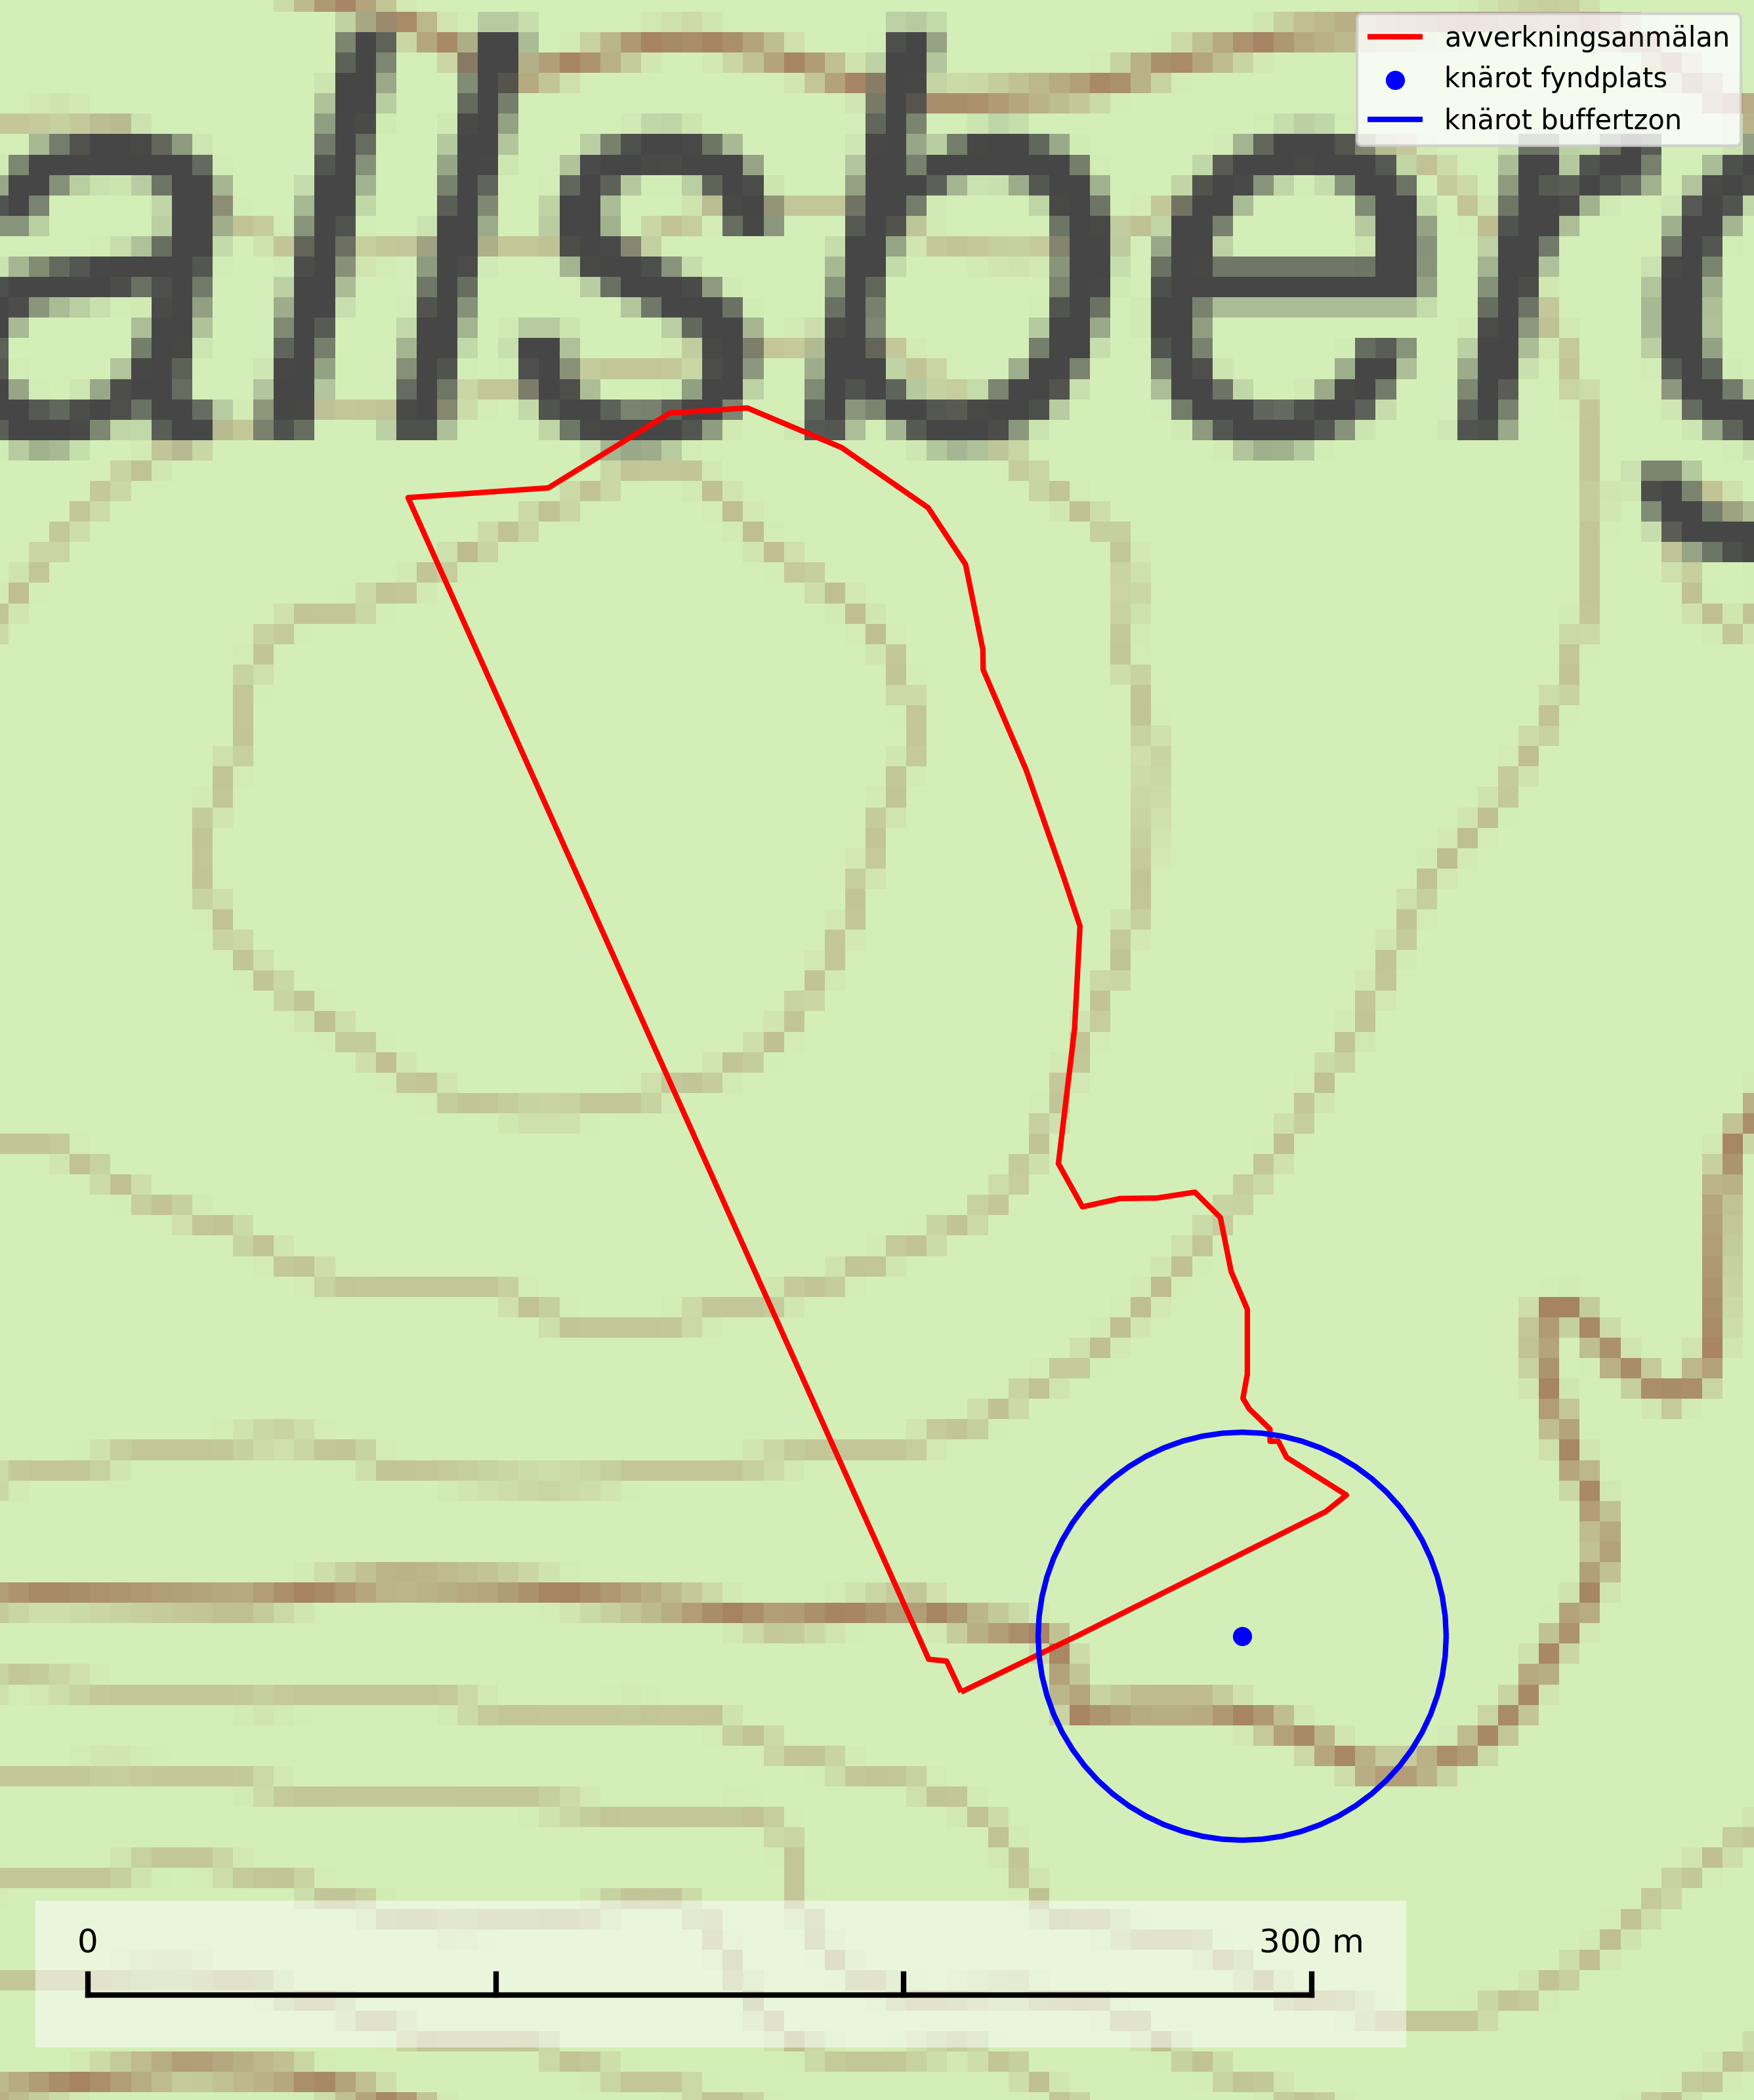 allsberg
avverkningsanmälan
knärot fyndplats
knärot buffertzon
0 300 m